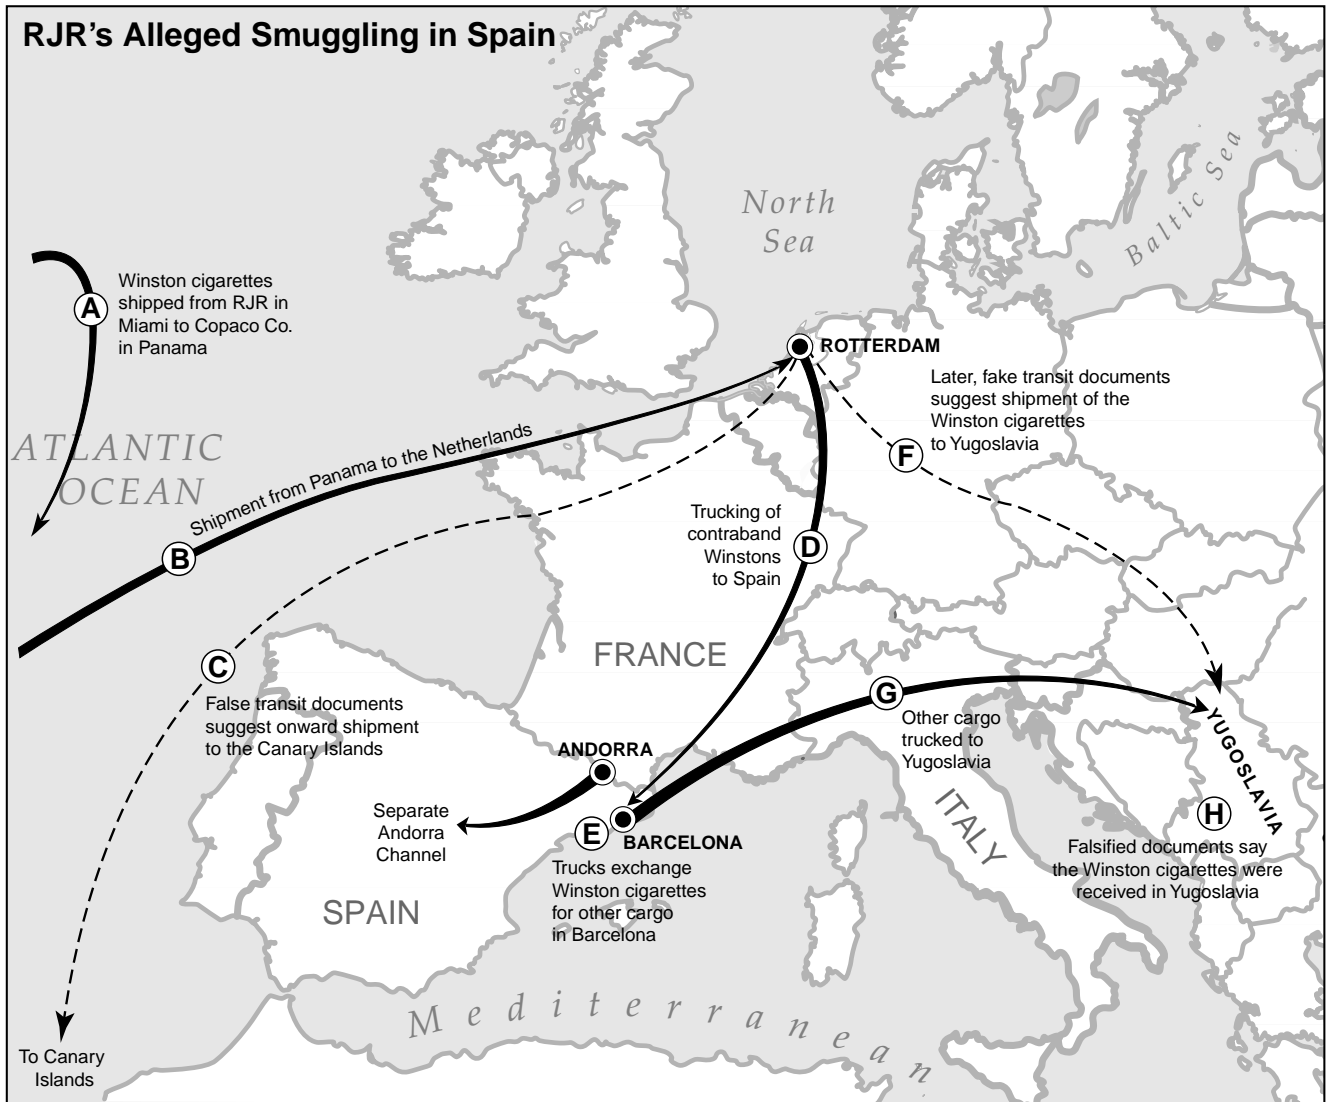 RJR's Alleged Smuggling in Spain
North
Sea
Baltic Sea
A
Winston cigarettes
shipped from RJR in
Miami to Copaco Co.
in Panama
ROTTERDAM
Later, fake transit documents
suggest shipment of the
Winston cigarettes
to Yugoslavia
F
ATLANTIC
OCEAN
Shipment from Panama to the Netherlands
B
Trucking of
contraband
Winstons
to Spain
D
FRANCE
C
False transit documents
suggest onward shipment
to the Canary Islands
G
Other cargo
trucked to
Yugoslavia
YUGOSLAVIA
ANDORRA
Separate
Andorra
Channel
E
BARCELONA
Trucks exchange
Winston cigarettes
for other cargo
in Barcelona
ITALY
H
Falsified documents say
the Winston cigarettes were
received in Yugoslavia
SPAIN
Mediterranean
To Canary
Islands